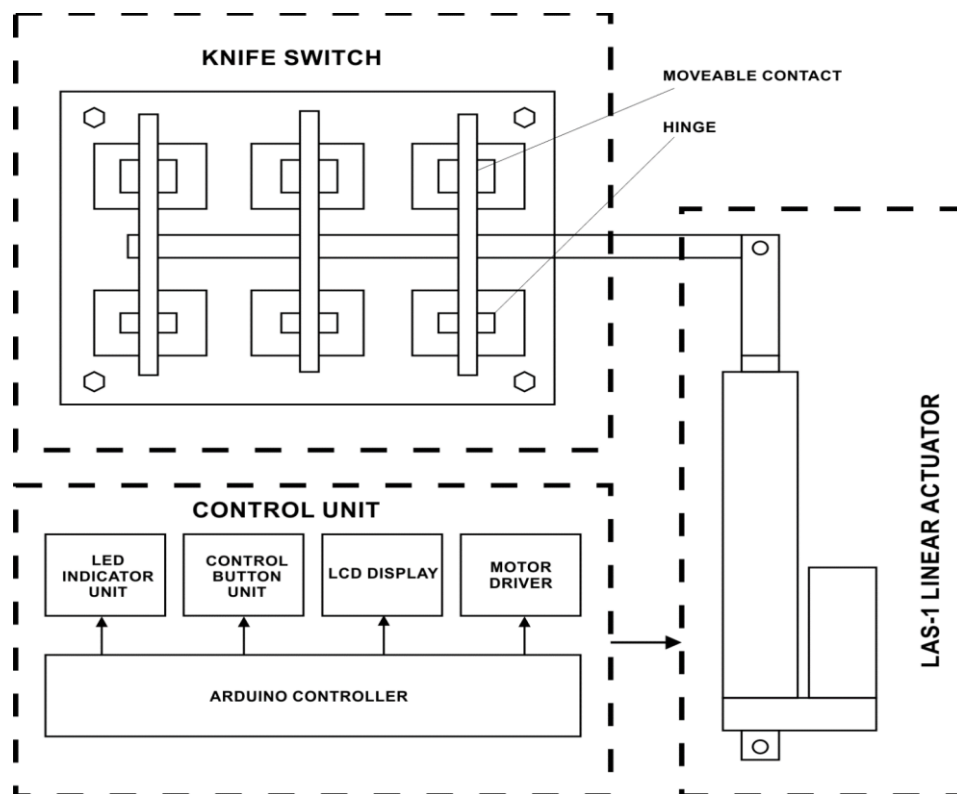 KNIFE SWITCH
MOVEABLE CONTACT
HINGE
CONTROL UNIT
LED
INDICATOR
UNIT
CONTROL
BUTTON
UNIT
LCD DISPLAY
MOTOR
DRIVER
ARDUINO CONTROLLER
LAS-1 LINEAR ACTUATOR